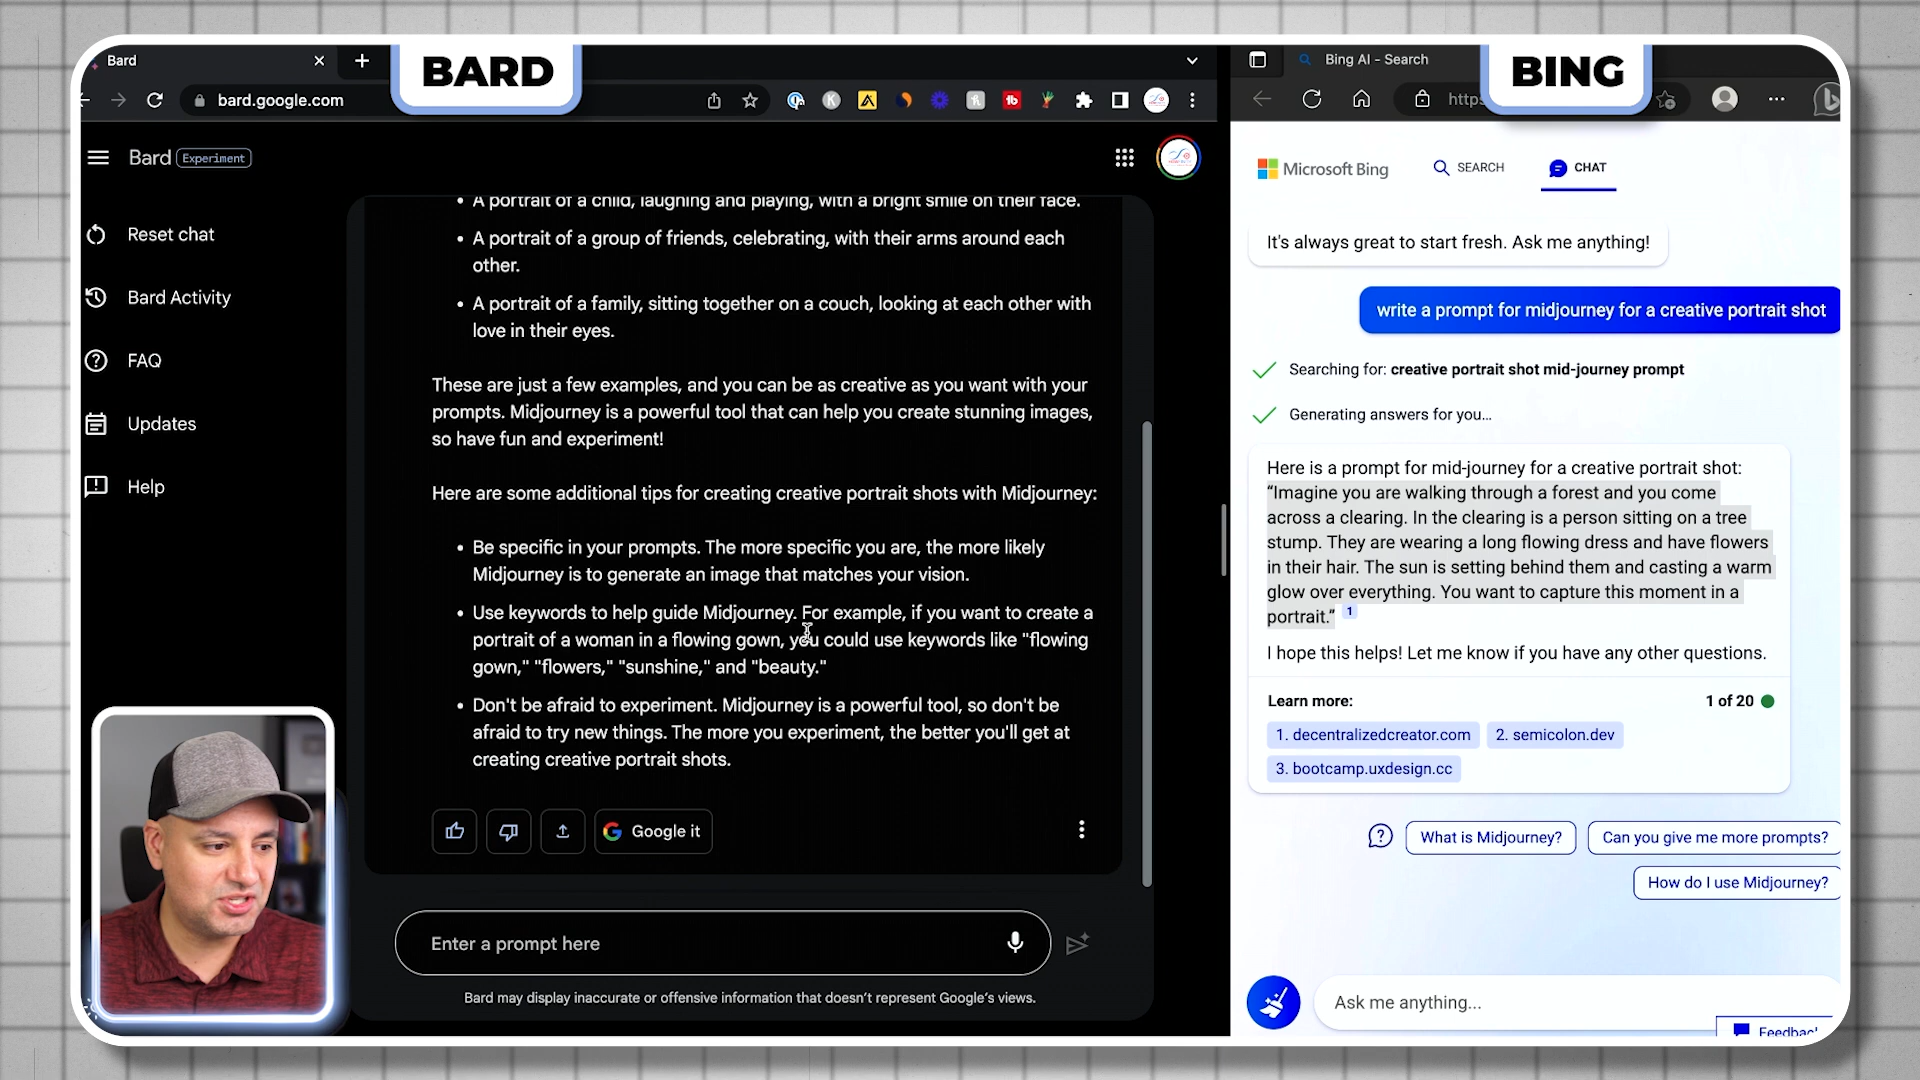 Bard
BARD
bard.google.com
Bard Experiment
Reset chat
Bard Activity
FAQ
Updates
Help
• A portrait of a child, laughing and playing, with a bright smile on their face.
• A portrait of a group of friends, celebrating, with their arms around each
other.
• A portrait of a family, sitting together on a couch, looking at each other with
love in their eyes.
These are just a few examples, and you can be as creative as you want with your
prompts. Midjourney is a powerful tool that can help you create stunning images,
so have fun and experiment!
Here are some additional tips for creating creative portrait shots with Midjourney:
• Be specific in your prompts. The more specific you are, the more likely
Midjourney is to generate an image that matches your vision.
• Use keywords to help guide Midjourney. For example, if you want to create a
portrait of a woman in a flowing gown, you could use keywords like "flowing
gown," "flowers," "sunshine," and "beauty."
• Don't be afraid to experiment. Midjourney is a powerful tool, so don't be
afraid to try new things. The more you experiment, the better you'll get at
creating creative portrait shots.
Google it
Enter a prompt here
Bard may display inaccurate or offensive information that doesn't represent Google's views.
Bing AI - Search
BING
https
Microsoft Bing
SEARCH
CHAT
It's always great to start fresh. Ask me anything!
write a prompt for midjourney for a creative portrait shot
Searching for: creative portrait shot mid-journey prompt
Generating answers for you...
Here is a prompt for mid-journey for a creative portrait shot:
“Imagine you are walking through a forest and you come
across a clearing. In the clearing is a person sitting on a tree
stump. They are wearing a long flowing dress and have flowers
in their hair. The sun is setting behind them and casting a warm
glow over everything. You want to capture this moment in a
portrait.” 1
I hope this helps! Let me know if you have any other questions.
Learn more:
1 of 20
1. decentralizedcreator.com
2. semicolon.dev
3. bootcamp.uxdesign.cc
What is Midjourney?
Can you give me more prompts?
How do I use Midjourney?
Ask me anything...
Feedback